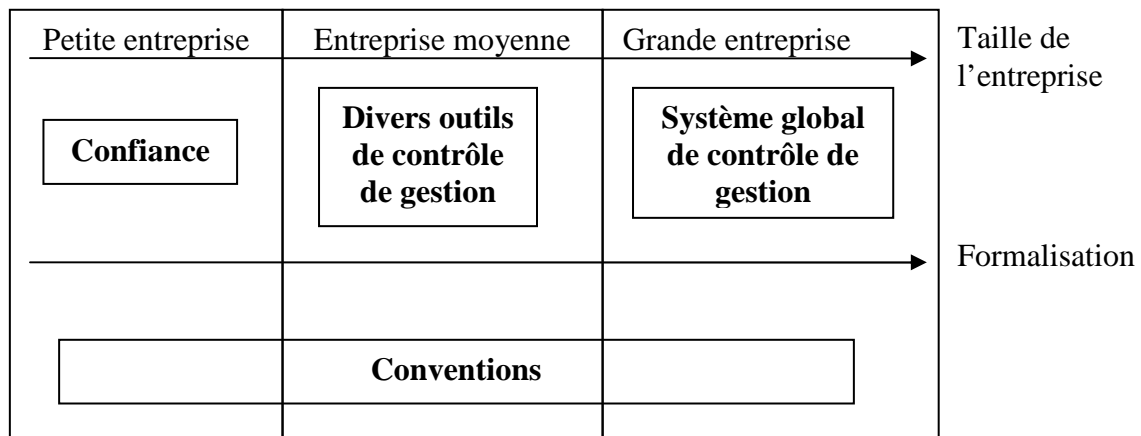 Petite entreprise
Entreprise moyenne
Grande entreprise
Taille de
l’entreprise
Confiance
Divers outils
de contrôle
de gestion
Système global
de contrôle de
gestion
Formalisation
Conventions